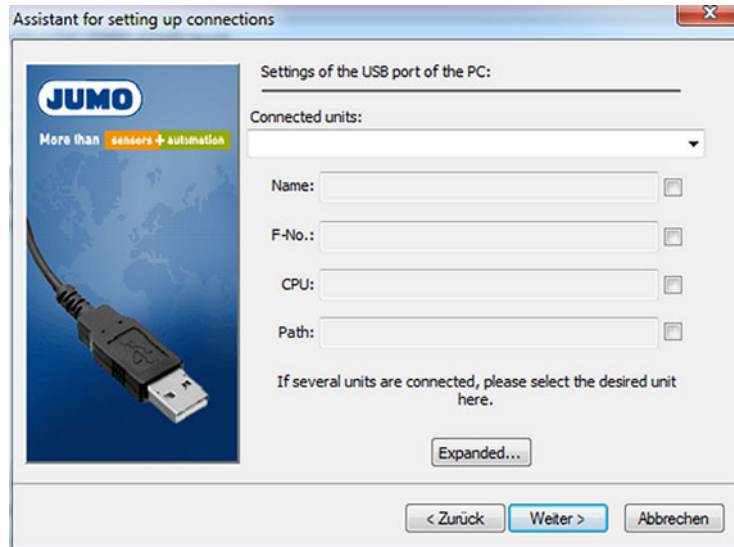 Assistant for setting up connections
x
JUMO
More than sensors + automation
Settings of the USB port of the PC:
Connected units:
Name:
F-No.:
CPU:
Path:
If several units are connected, please select the desired unit
here.
Expanded...
< Zurück
Weiter >
Abbrechen